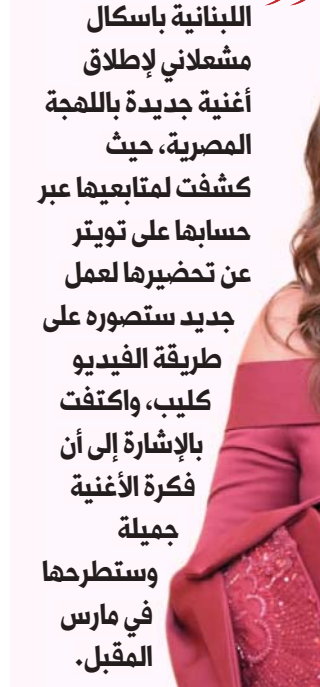 اللبنانية باسكال
مشعلاني لإطلاق
أغنية جديدة باللهجة
المصرية، حيث
كشفت لمتابعيها عبر
حسابها على تويتر
عن تحضيرها لعمل
جديد ستصوره على
طريقة الفيديو
كليب، واكتفت
بالإشارة إلى أن
فكرة الأغنية
جميلة
وستطرحها
في مارس
المقبل.